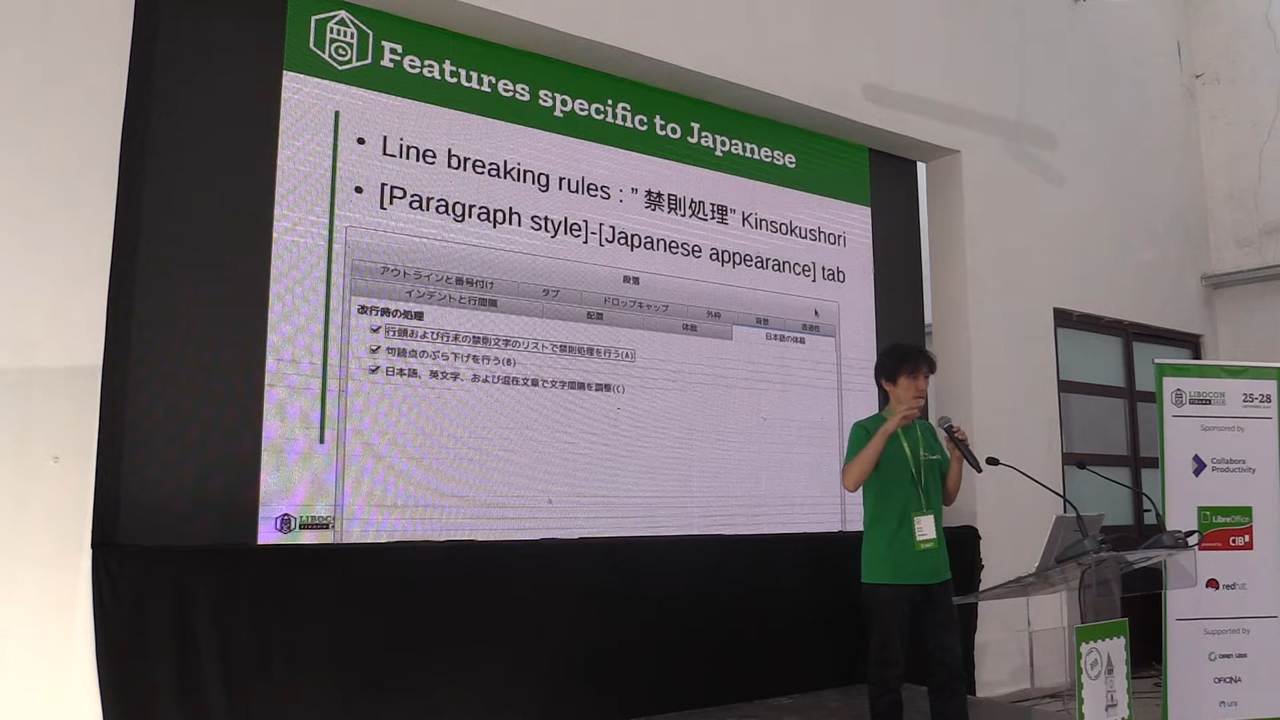 Features specific to Japanese
• Line breaking rules : ” 禁則処理” Kinsokushori
• [Paragraph style]-[Japanese appearance] tab
段落
アウトラインと番号付け タブ ドロップキャップ 外枠 背景 透過性
インデントと行間隔 配置 体裁 日本語の体裁
改行時の処理
行頭および行末の禁則文字のリストで禁則処理を行う(A)
句読点のぶら下げを行う(B)
日本語、英文字、および混在文章で文字間隔を調整(C)
LIBOCON
25-28
Sponsored by
Collabora
Productivity
LibreOffice
CIB
redhat.
Supported by
OPEN LABS
OFICINA